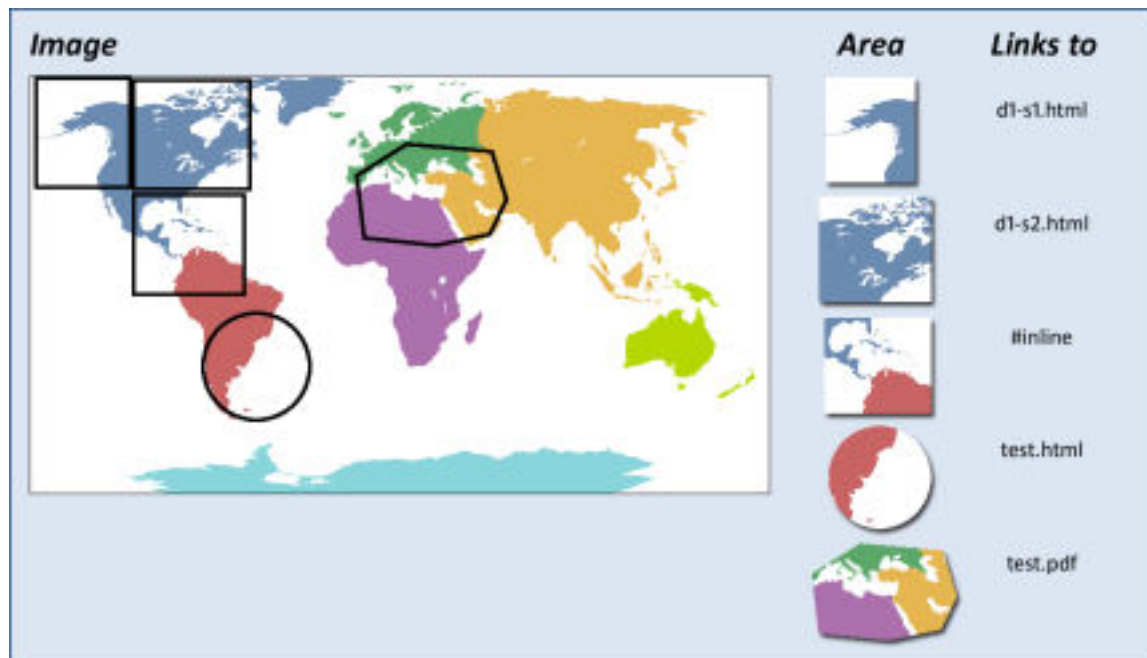 Image
Area
Links to
d1-s1.html
d1-s2.html
#inline
test.html
test.pdf